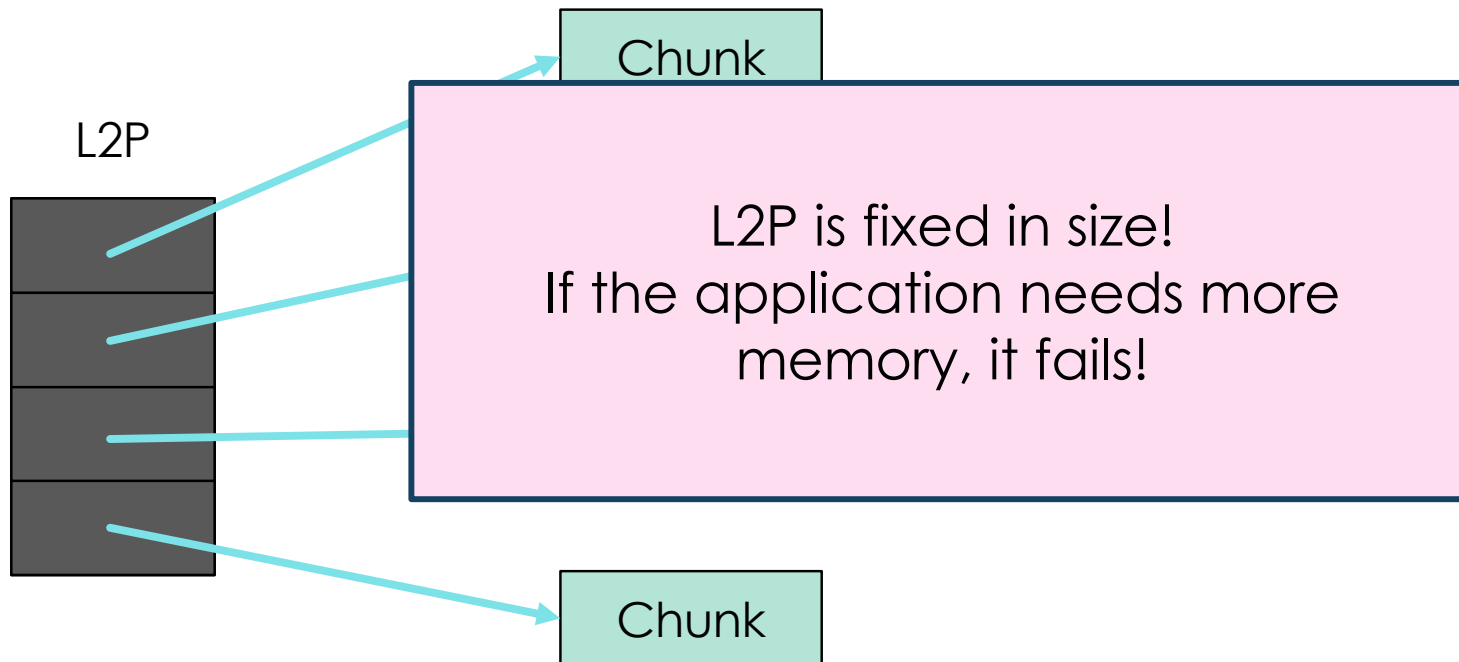 Chunk
L2P
L2P is fixed in size!
If the application needs more
memory, it fails!
Chunk